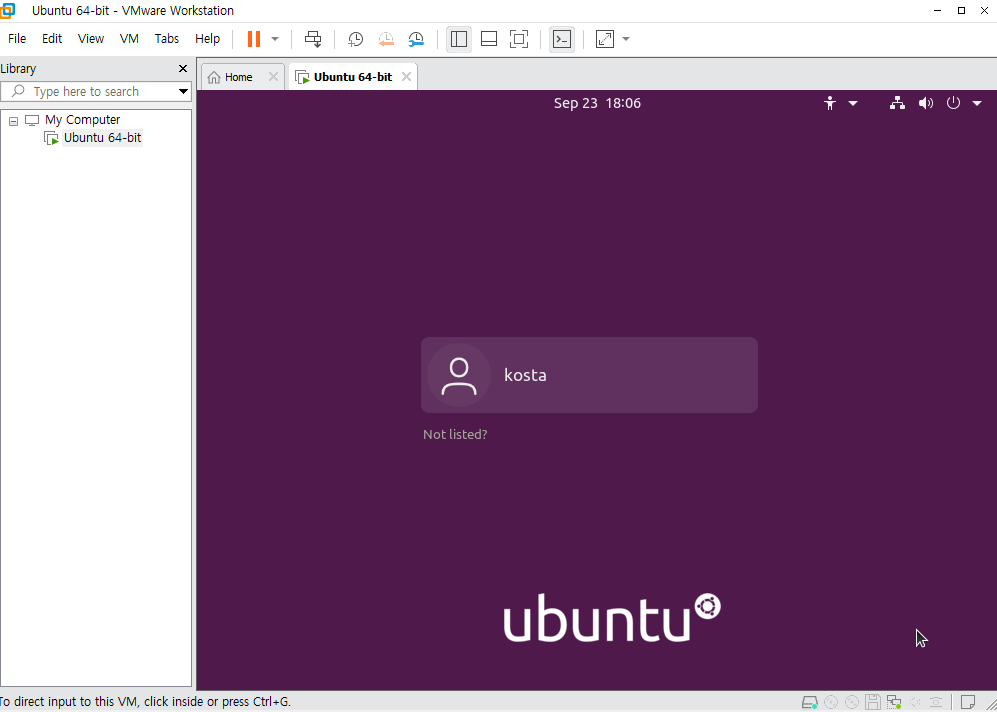 Ubuntu 64-bit - VMware Workstation
File Edit View VM Tabs Help
Library
Type here to search
My Computer
Ubuntu 64-bit
Home
Ubuntu 64-bit
Sep 23 18:06
kosta
Not listed?
ubuntu
To direct input to this VM, click inside or press Ctrl+G.